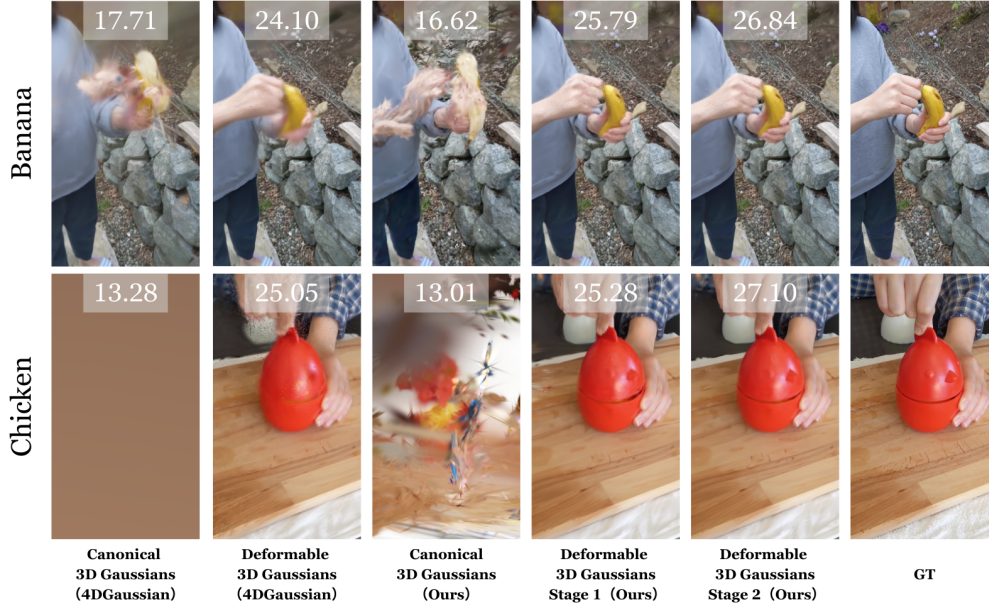 17.71
24.10
16.62
25.79
26.84
Banana
13.28
25.05
13.01
25.28
27.10
Chicken
Canonical
3D Gaussians
(4DGaussian)
Deformable
3D Gaussians
(4DGaussian)
Canonical
3D Gaussians
(Ours)
Deformable
3D Gaussians
Stage 1 (Ours)
Deformable
3D Gaussians
Stage 2 (Ours)
GT